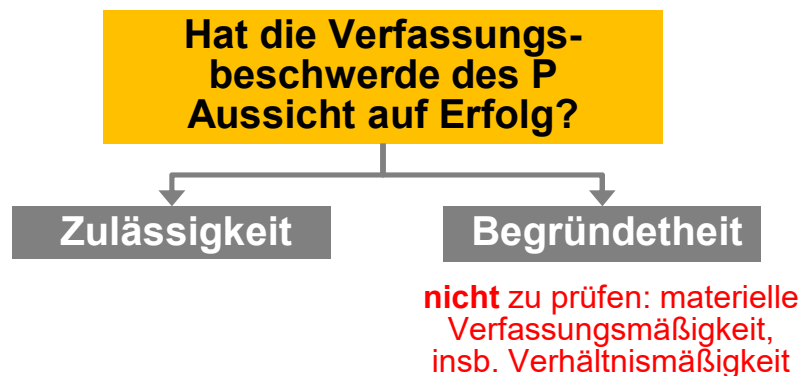 Hat die Verfassungs-
beschwerde des P
Aussicht auf Erfolg?
Zulässigkeit
Begründetheit
nicht zu prüfen: materielle
Verfassungsmäßigkeit,
insb. Verhältnismäßigkeit